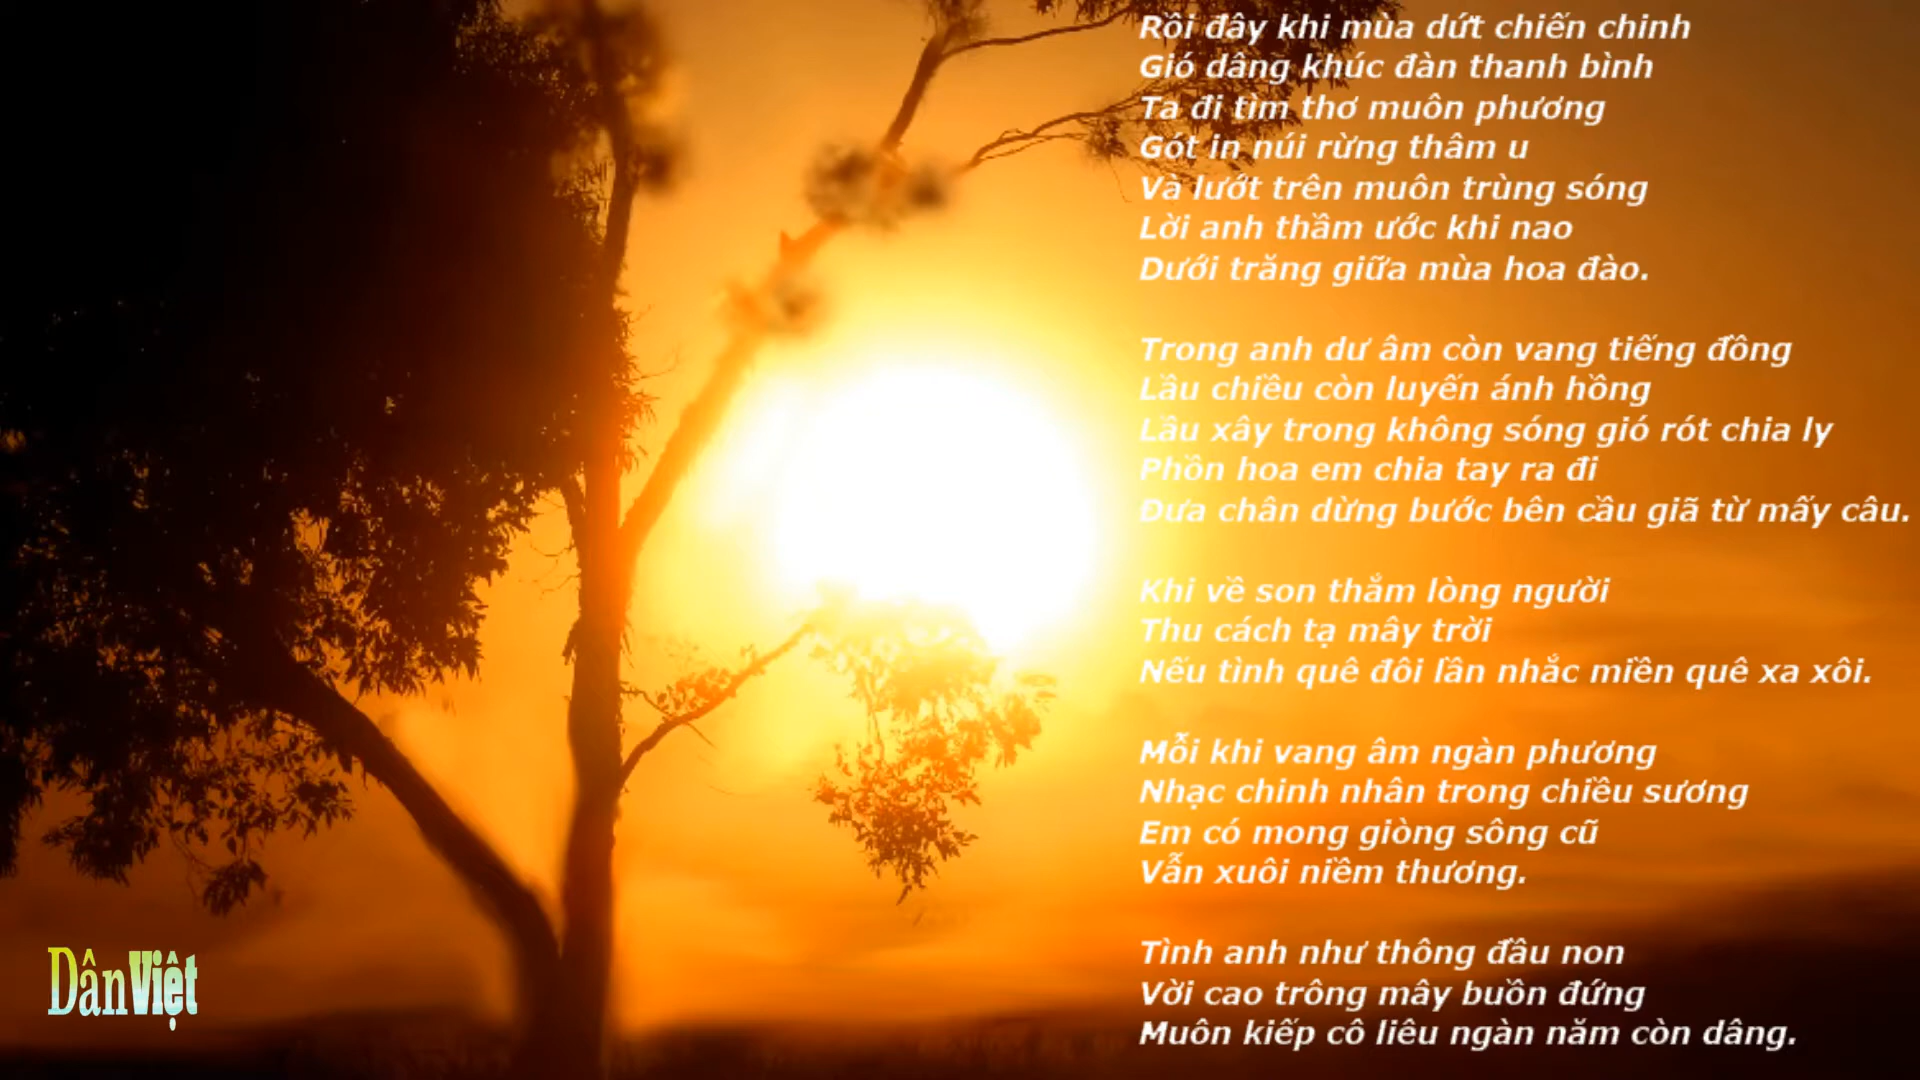 Rồi đây khi mùa dứt chiến chinh
Gió dâng khúc đàn thanh bình
Ta đi tìm thơ muôn phương
Gót in núi rừng thâm u
Và lướt trên muôn trùng sóng
Lời anh thầm ước khi nao
Dưới trăng giữa mùa hoa đào.
Trong anh dư âm còn vang tiếng đồng
Lầu chiều còn luyến ánh hồng
Lầu xây trong không sóng gió rót chia ly
Phồn hoa em chia tay ra đi
Đưa chân dừng bước bên cầu giã từ mấy câu.
Khi về son thắm lòng người
Thu cách tạ mây trời
Nếu tình quê đôi lần nhắc miền quê xa xôi.
Mỗi khi vang âm ngàn phương
Nhạc chinh nhân trong chiều sương
Em có mong giòng sông cũ
Vẫn xuôi niềm thương.
Tình anh như thông đầu non
Vời cao trông mây buồn đứng
Muôn kiếp cô liêu ngàn năm còn dâng.
DânViệt